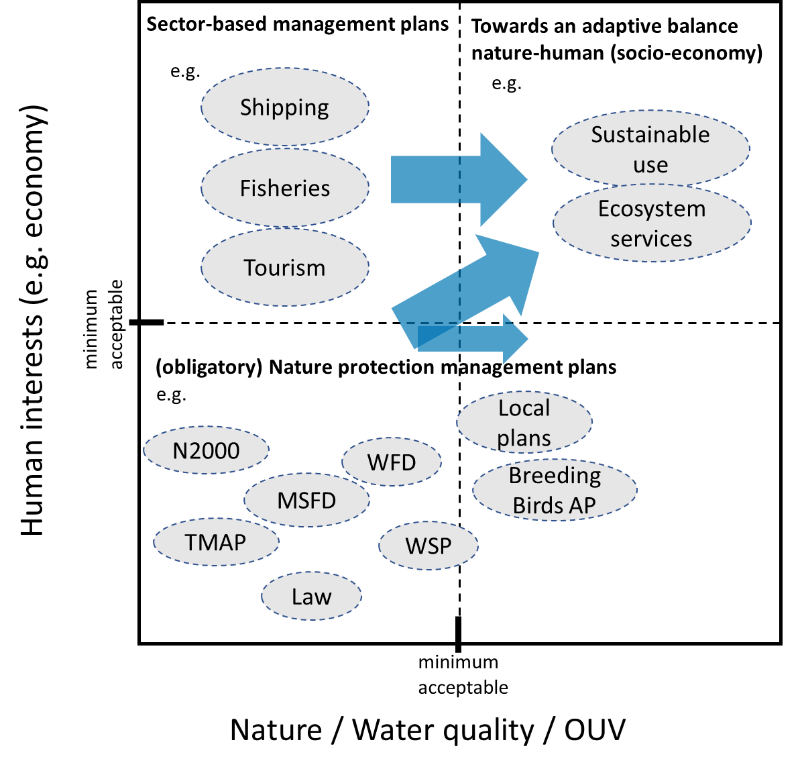 Sector-based management plans
Towards an adaptive balance
nature-human (socio-economy)
e.g.
e.g.
Shipping
Fisheries
Tourism
Sustainable
use
Ecosystem
services
Human interests (e.g. economy)
minimum
acceptable
(obligatory) Nature protection management plans
e.g.
N2000
WFD
MSFD
TMAP
WSP
Law
Local
plans
Breeding
Birds AP
minimum
acceptable
Nature / Water quality / OUV